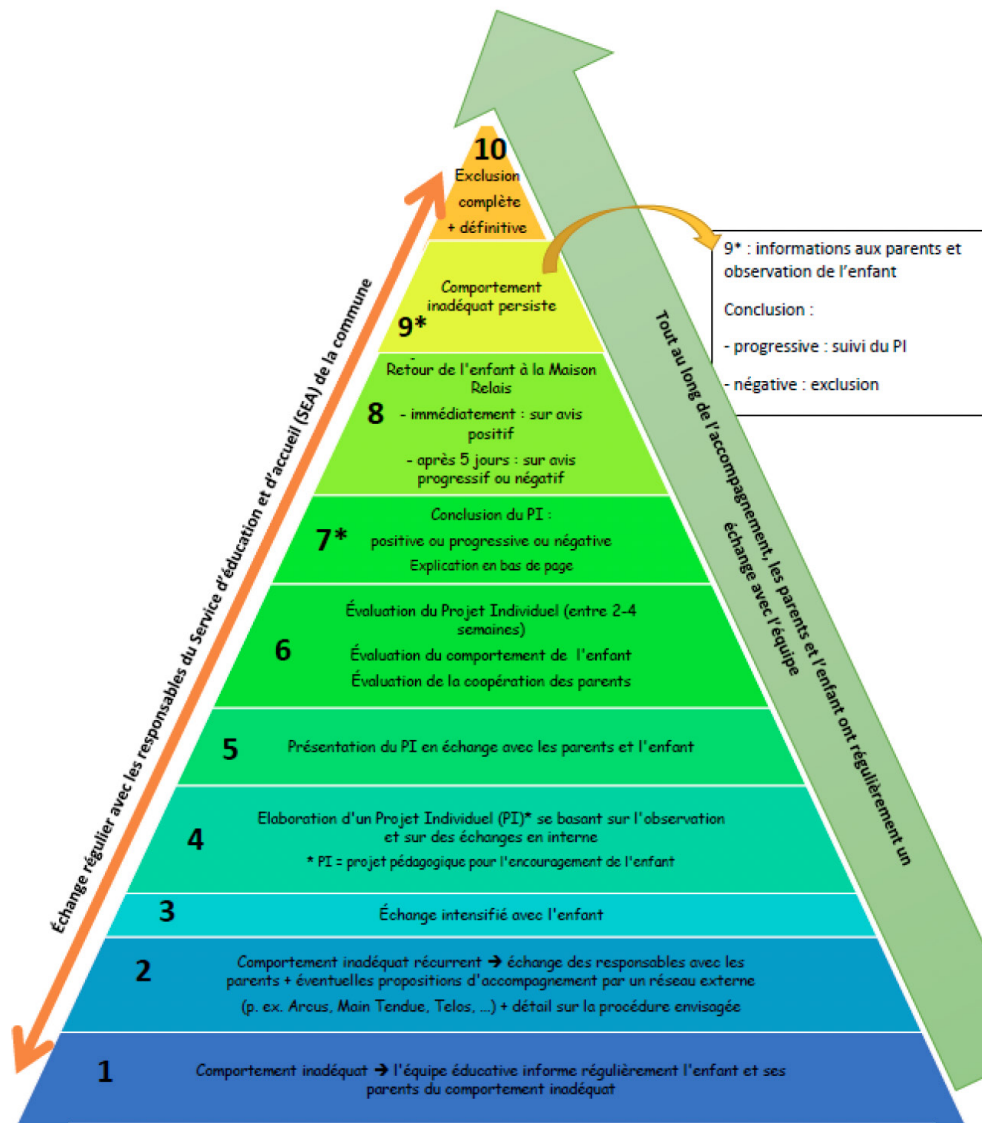 10
Exclusion
complète
+ définitive
Comportement
inadéquat persiste
9*
Retour de l'enfant à la Maison
Relais
- immédiatement : sur avis
positif
- après 5 jours : sur avis
progressif ou négatif
8
Conclusion du PI :
positive ou progressive ou négative
Explication en bas de page
7*
Évaluation du Projet Individuel (entre 2-4
semaines)
Évaluation du comportement de l'enfant
Évaluation de la coopération des parents
6
5
Présentation du PI en échange avec les parents et l'enfant
Elaboration d'un Projet Individuel (PI)* se basant sur l'observation
et sur des échanges en interne
* PI = projet pédagogique pour l'encouragement de l'enfant
4
3
Échange intensifié avec l'enfant
2
Comportement inadéquat récurrent → échange des responsables avec les
parents + éventuelles propositions d'accompagnement par un réseau externe
(p. ex. Arcus, Main Tendue, Telos, ...) + détail sur la procédure envisagée
1
Comportement inadéquat → l'équipe éducative informe régulièrement l'enfant et ses
parents du comportement inadéquat
Échange régulier avec les responsables du Service d'éducation et d'accueil (SEA) de la commune
Tout au long de l'accompagnement, les parents et l'enfant ont régulièrement un
échange avec l'équipe
9* : informations aux parents et
observation de l'enfant
Conclusion :
- progressive : suivi du PI
- négative : exclusion